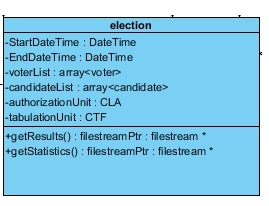 election
-StartDateTime : DateTime
-EndDateTime : DateTime
-voterList : array<voter>
-candidateList : array<candidate>
-authorizationUnit : CLA
-tabulationUnit : CTF
+getResults() : filestreamPtr : filestream *
+getStatistics() : filestreamPtr : filestream *